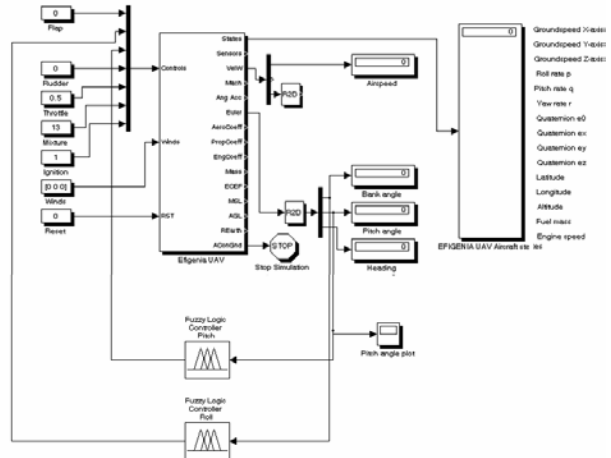 0
Flap
0
Rudder
0.5
Throttle
13
Mixture
1
Ignition
[0 0 0]
Winds
0
Reset
Controls
Winds
RST
States
Sensors
VelW
Mach
Ang Acc
Euler
AeroCoeff
PropCoeff
EngCoeff
Mass
ECEF
MSL
AGL
REarth
AConGnd
Efigenia UAV
R2D
0
Airspeed
R2D
STOP
Stop Simulation
0
Bank angle
0
Pitch angle
0
Heading
Pitch angle plot
Fuzzy Logic
Controller
Pitch
Fuzzy Logic
Controller
Roll
0
Groundspeed X-axis
Groundspeed Y-axis
Groundspeed Z-axis
Roll rate p
Pitch rate q
Yaw rate r
Quaternion e0
Quaternion ex
Quaternion ey
Quaternion ez
Latitude
Longitude
Altitude
Fuel mass
Engine speed
EFIGENIA UAV Aircraft